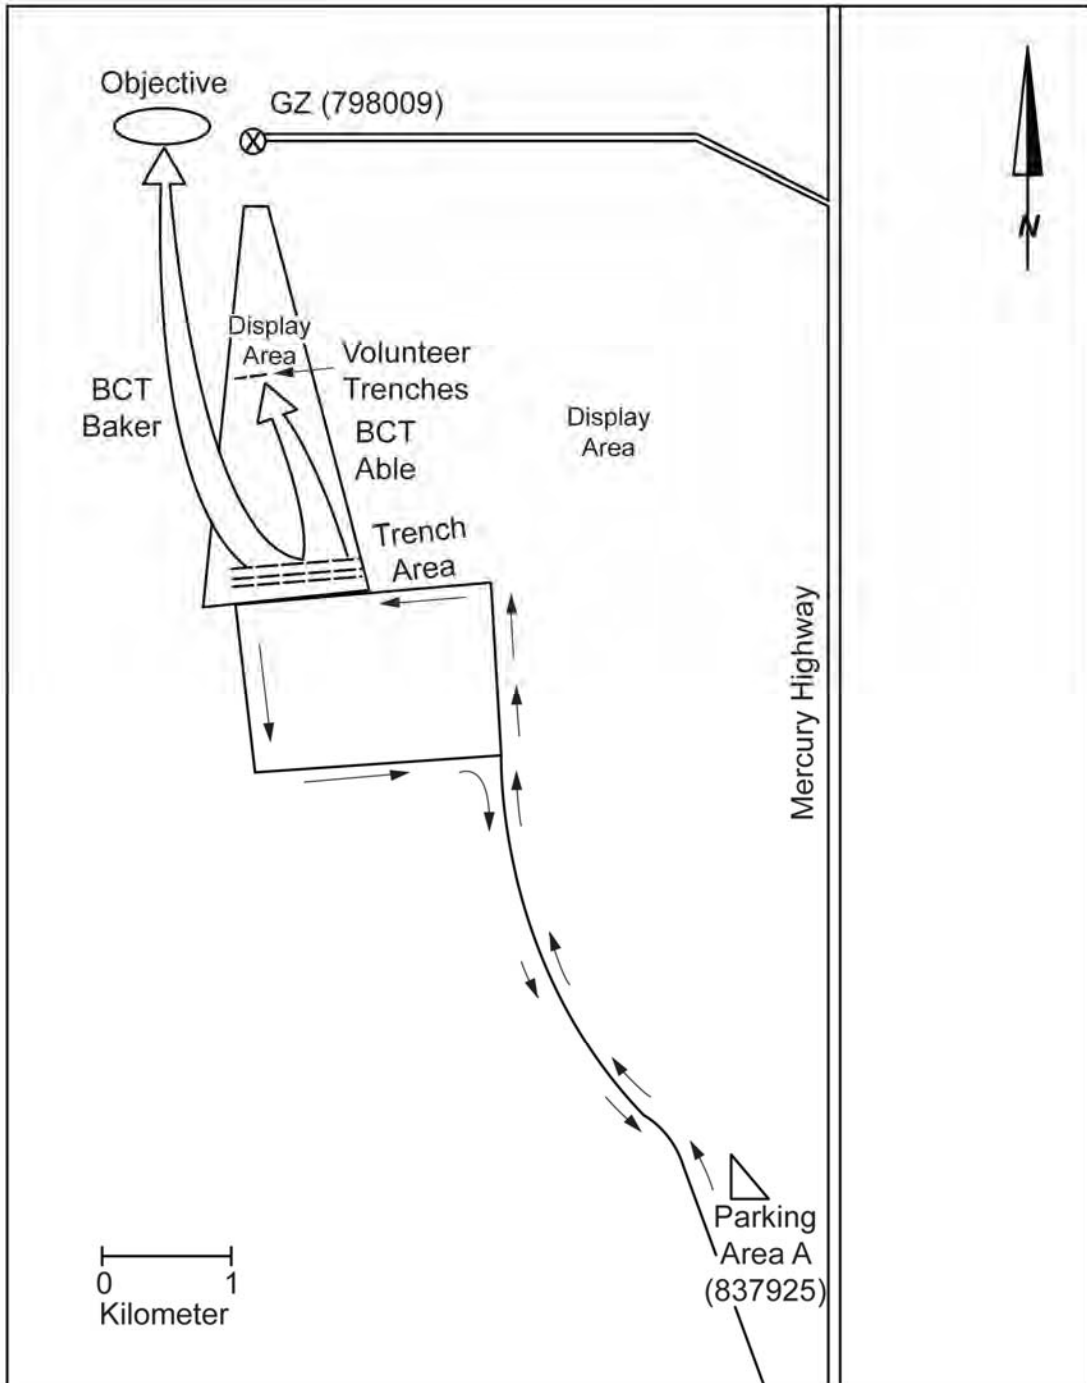 Objective
GZ (798009)
N
Display
Area
Volunteer
Trenches
BCT
Baker
BCT
Able
Display
Area
Trench
Area
Mercury Highway
Parking
Area A
(837925)
0 1
Kilometer